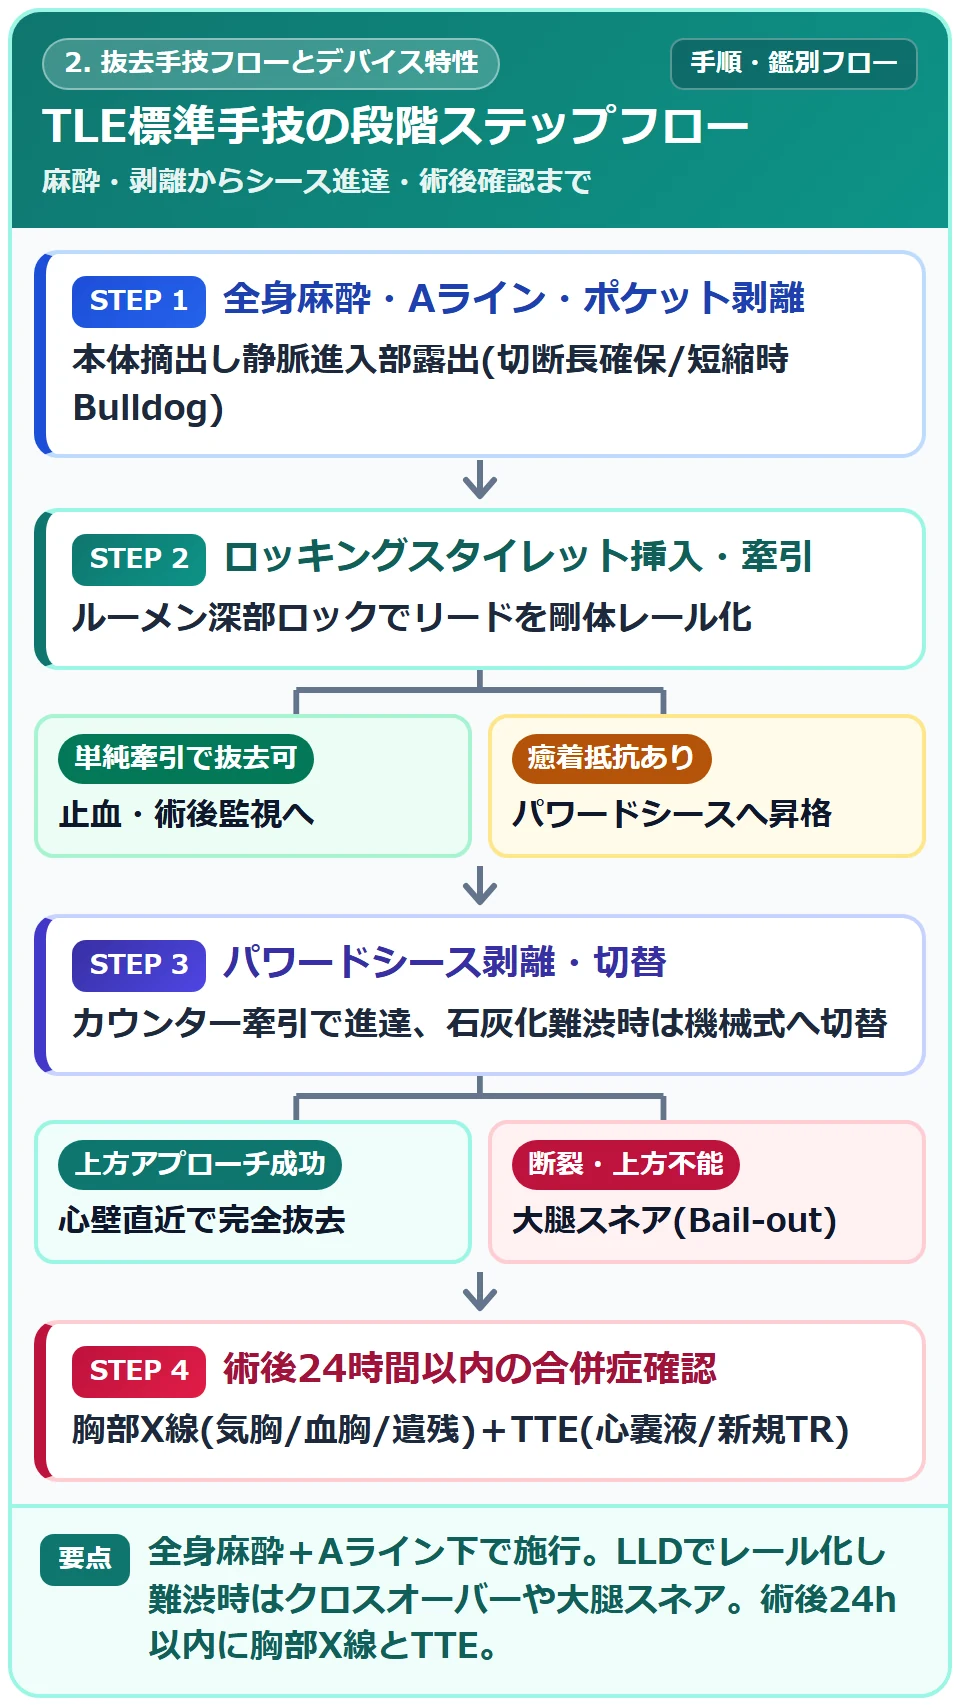 2. 抜去手技フローとデバイス特性
手順・鑑別フロー
TLE標準手技の段階ステップフロー
麻酔・剥離からシース進達・術後確認まで
STEP 1 全身麻酔・Aライン・ポケット剥離
本体摘出し静脈進入部露出(切断長確保/短縮時
Bulldog)
STEP 2 ロッキングスタイレット挿入・牽引
ルーメン深部ロックでリードを剛体レール化
単純牽引で抜去可
止血・術後監視へ
癒着抵抗あり
パワードシースへ昇格
STEP 3 パワードシース剥離・切替
カウンター牽引で進達、石灰化難渋時は機械式へ切替
上方アプローチ成功
心壁直近で完全抜去
断裂・上方不能
大腿スネア(Bail-out)
STEP 4 術後24時間以内の合併症確認
胸部X線(気胸/血胸/遺残)＋TTE(心嚢液/新規TR)
要点 全身麻酔＋Aライン下で施行。LLDでレール化し
難渋時はクロスオーバーや大腿スネア。術後24h
以内に胸部X線とTTE。